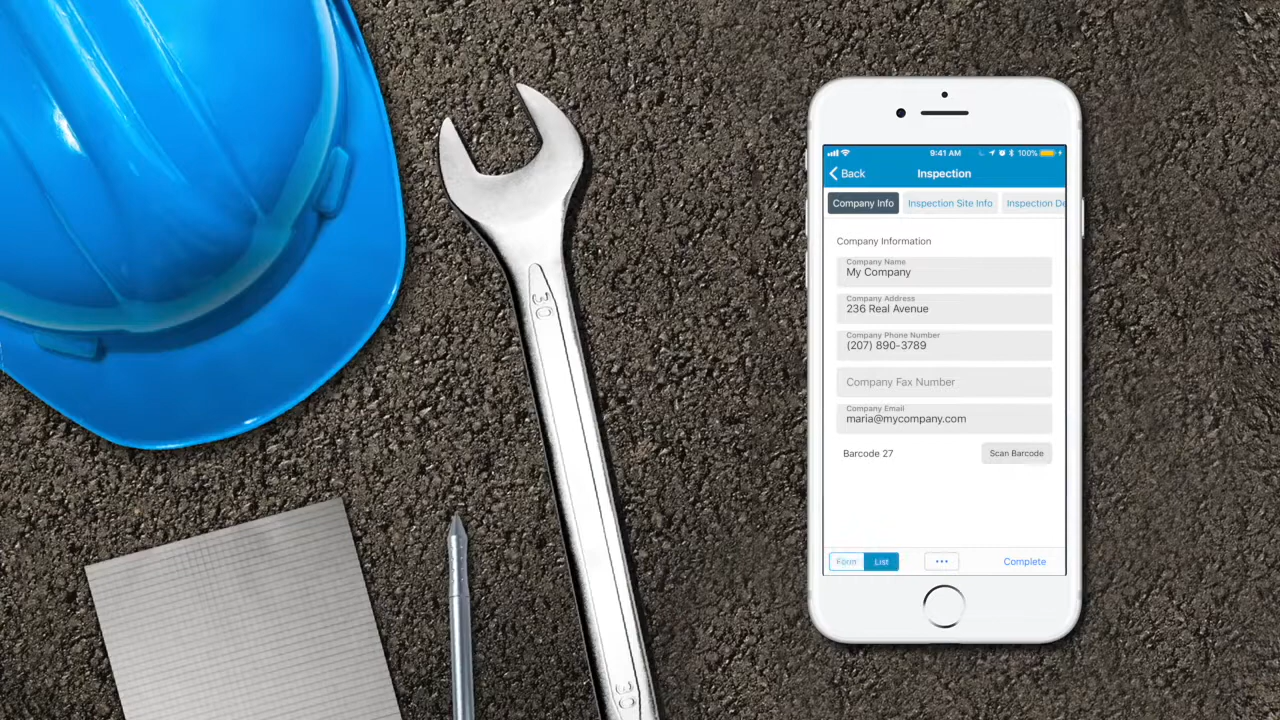 9:41 AM
100%
Back
Inspection
Company Info
Inspection Site Info
Inspection De
Company Information
Company Name
My Company
Company Address
236 Real Avenue
Company Phone Number
(207) 890-3789
Company Fax Number
Company Email
maria@mycompany.com
Barcode 27
Scan Barcode
Form
List
Complete
30
30